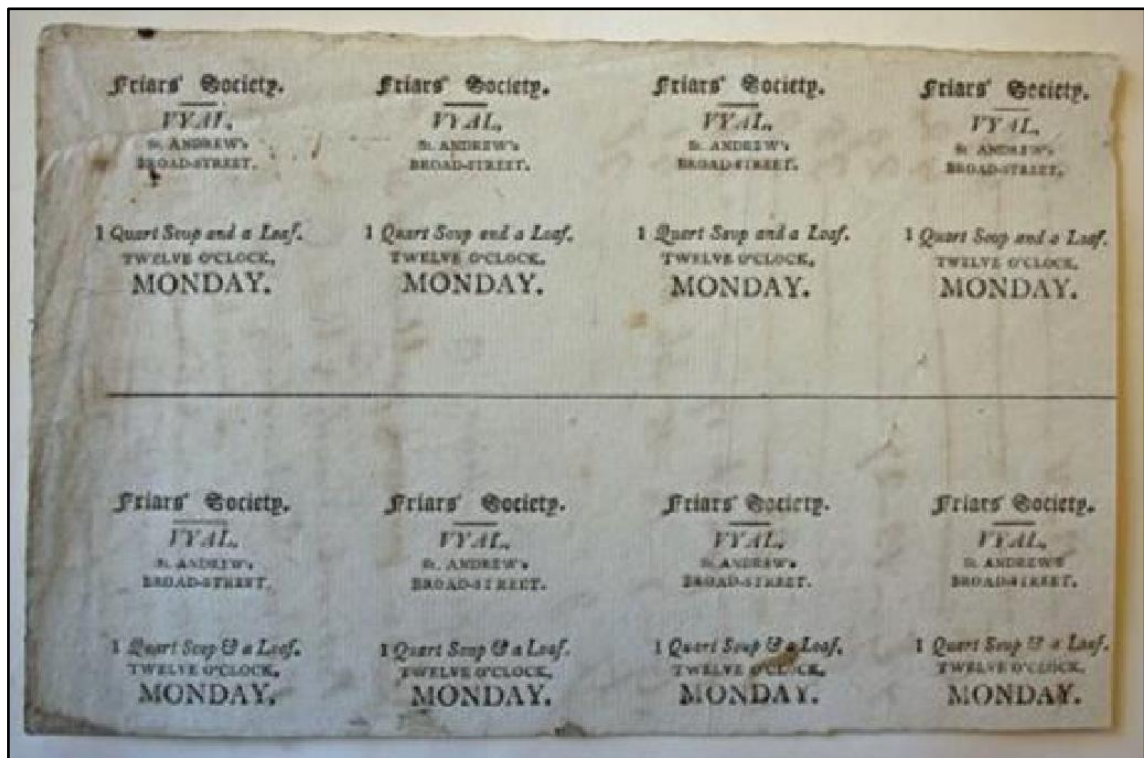 Friars' Society.
VYAL,
St. ANDREW's
BROAD-STREET.
1 Quart Soup and a Loaf.
TWELVE O'CLOCK,
MONDAY.
Friars' Society.
VYAL,
St. ANDREW's
BROAD-STREET.
1 Quart Soup and a Loaf.
TWELVE O'CLOCK,
MONDAY.
Friars' Society.
VYAL,
St. ANDREW's
BROAD-STREET.
1 Quart Soup and a Loaf.
TWELVE O'CLOCK,
MONDAY.
Friars' Society.
VYAL,
St. ANDREW's
BROAD-STREET.
1 Quart Soup and a Loaf.
TWELVE O'CLOCK,
MONDAY.
Friars' Society.
VYAL,
St. ANDREW's
BROAD-STREET.
1 Quart Soup & a Loaf.
TWELVE O'CLOCK,
MONDAY.
Friars' Society.
VYAL,
St. ANDREW's
BROAD-STREET.
1 Quart Soup & a Loaf.
TWELVE O'CLOCK,
MONDAY.
Friars' Society.
VYAL,
St. ANDREW's
BROAD-STREET.
1 Quart Soup & a Loaf.
TWELVE O'CLOCK,
MONDAY.
Friars' Society.
VYAL,
St. ANDREW's
BROAD-STREET.
1 Quart Soup & a Loaf.
TWELVE O'CLOCK,
MONDAY.